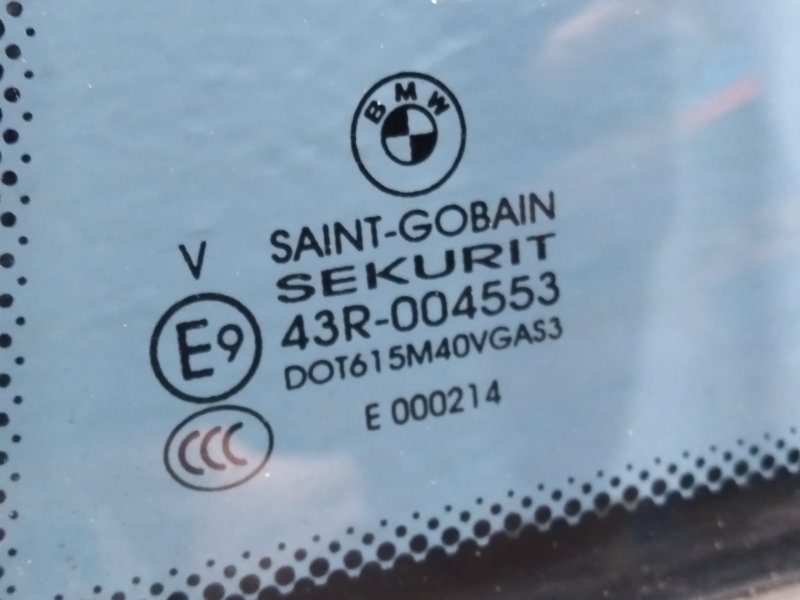 BMW
V
SAINT-GOBAIN
SEKURIT
E9
43R-004553
DOT615M40VGAS3
E 000214
CCC